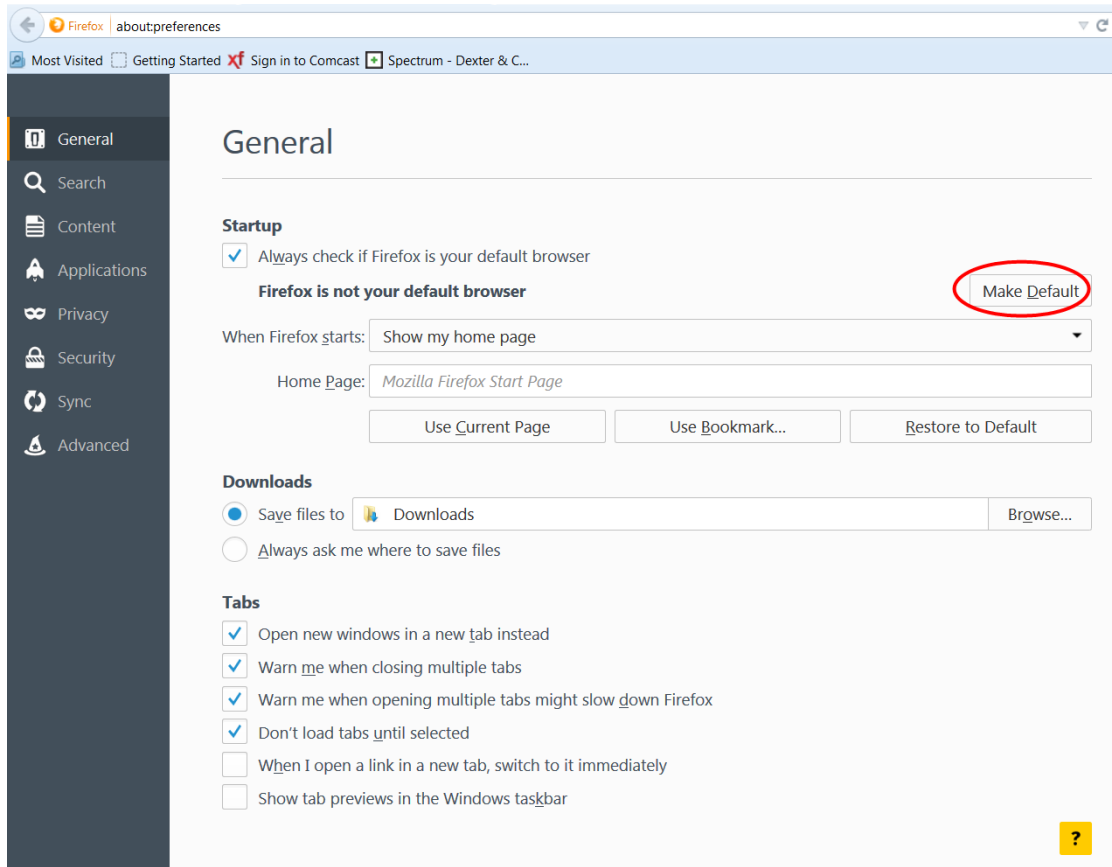 Firefox about:preferences
Most Visited Getting Started Xf Sign in to Comcast Spectrum - Dexter & C...
General
General
Search
Content
Applications
Privacy
Security
Sync
Advanced
Startup
Always check if Firefox is your default browser
Firefox is not your default browser
Make Default
When Firefox starts: Show my home page
Home Page: Mozilla Firefox Start Page
Use Current Page Use Bookmark... Restore to Default
Downloads
Save files to Downloads Browse...
Always ask me where to save files
Tabs
Open new windows in a new tab instead
Warn me when closing multiple tabs
Warn me when opening multiple tabs might slow down Firefox
Don't load tabs until selected
When I open a link in a new tab, switch to it immediately
Show tab previews in the Windows taskbar
?